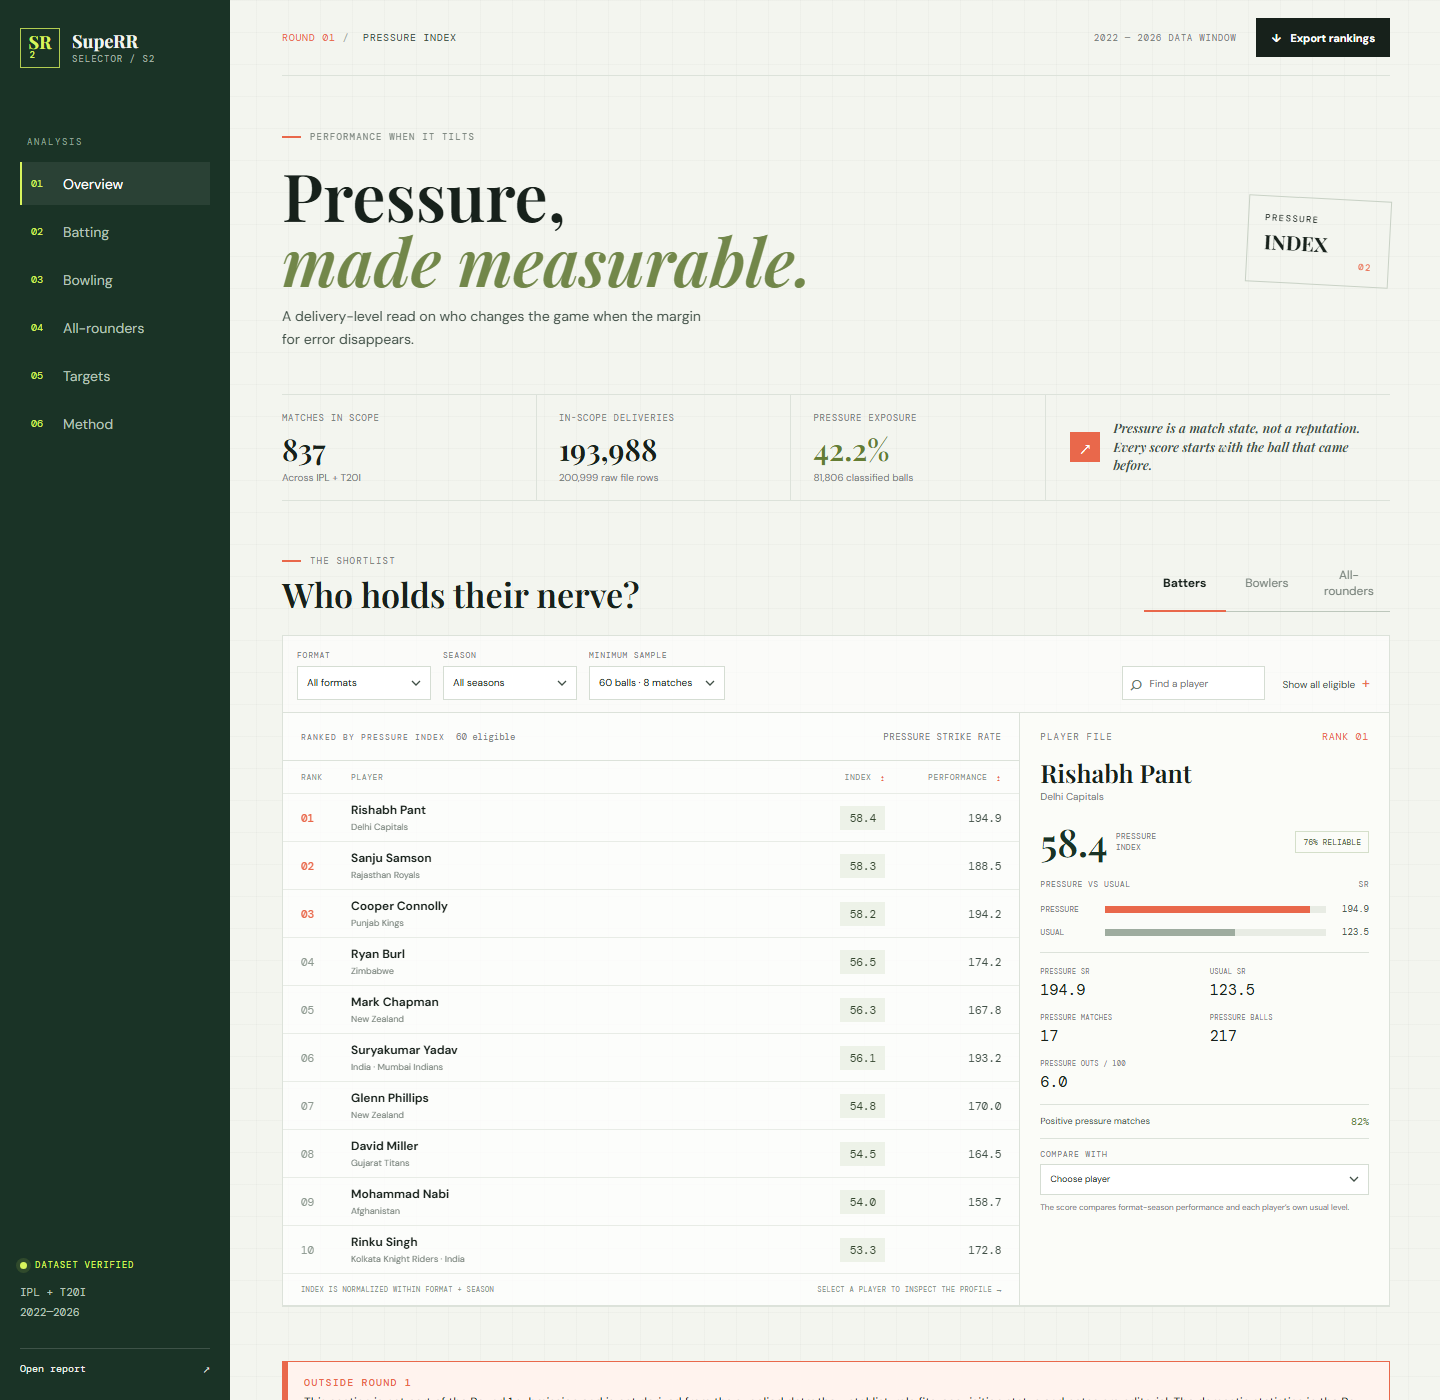 SR
2
SupeRR
SELECTOR / S2
ANALYSIS
01 Overview
02 Batting
03 Bowling
04 All-rounders
05 Targets
06 Method
DATASET VERIFIED
IPL + T20I
2022—2026
Open report ↗
ROUND 01 / PRESSURE INDEX
2022 — 2026 DATA WINDOW
↓ Export rankings
PERFORMANCE WHEN IT TILTS
Pressure,
made measurable.
A delivery-level read on who changes the game when the margin
for error disappears.
PRESSURE
INDEX
02
MATCHES IN SCOPE
837
Across IPL + T20I
IN-SCOPE DELIVERIES
193,988
200,999 raw file rows
PRESSURE EXPOSURE
42.2%
81,806 classified balls
↗
Pressure is a match state, not a reputation.
Every score starts with the ball that came
before.
THE SHORTLIST
Who holds their nerve?
Batters
Bowlers
All-
rounders
FORMAT
All formats
SEASON
All seasons
MINIMUM SAMPLE
60 balls · 8 matches
Find a player
Show all eligible +
RANKED BY PRESSURE INDEX 60 eligible
PRESSURE STRIKE RATE
RANK PLAYER INDEX ↕ PERFORMANCE ↕
01 Rishabh Pant 58.4 194.9
Delhi Capitals
02 Sanju Samson 58.3 188.5
Rajasthan Royals
03 Cooper Connolly 58.2 194.2
Punjab Kings
04 Ryan Burl 56.5 174.2
Zimbabwe
05 Mark Chapman 56.3 167.8
New Zealand
06 Suryakumar Yadav 56.1 193.2
India · Mumbai Indians
07 Glenn Phillips 54.8 170.0
New Zealand
08 David Miller 54.5 164.5
Gujarat Titans
09 Mohammad Nabi 54.0 158.7
Afghanistan
10 Rinku Singh 53.3 172.8
Kolkata Knight Riders · India
INDEX IS NORMALIZED WITHIN FORMAT + SEASON
SELECT A PLAYER TO INSPECT THE PROFILE →
PLAYER FILE RANK 01
Rishabh Pant
Delhi Capitals
58.4
PRESSURE
INDEX
76% RELIABLE
PRESSURE VS USUAL SR
PRESSURE 194.9
USUAL 123.5
PRESSURE SR USUAL SR
194.9 123.5
PRESSURE MATCHES PRESSURE BALLS
17 217
PRESSURE OUTS / 100
6.0
Positive pressure matches 82%
COMPARE WITH
Choose player
The score compares format-season performance and each player's own usual level.
OUTSIDE ROUND 1